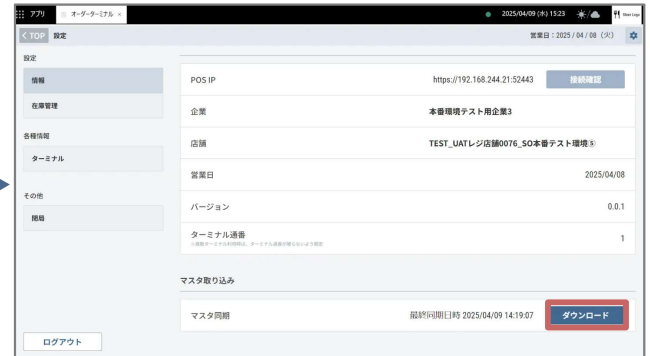 アプリ オーダーターミナル × 2025/04/09 (水) 15:23
< TOP 設定 営業日：2025 / 04 / 08（火）
設定
情報
在庫管理
各種情報
ターミナル
その他
開局
ログアウト
POS IP https://192.168.244.21:52443 接続確認
企業 本番環境テスト用企業3
店舗 TEST_UATレジ店舗0076_SO本番テスト環境⑤
営業日 2025/04/08
バージョン 0.0.1
ターミナル通番 1
マスタ取り込み
マスタ同期 最終同期日時 2025/04/09 14:19:07 ダウンロード